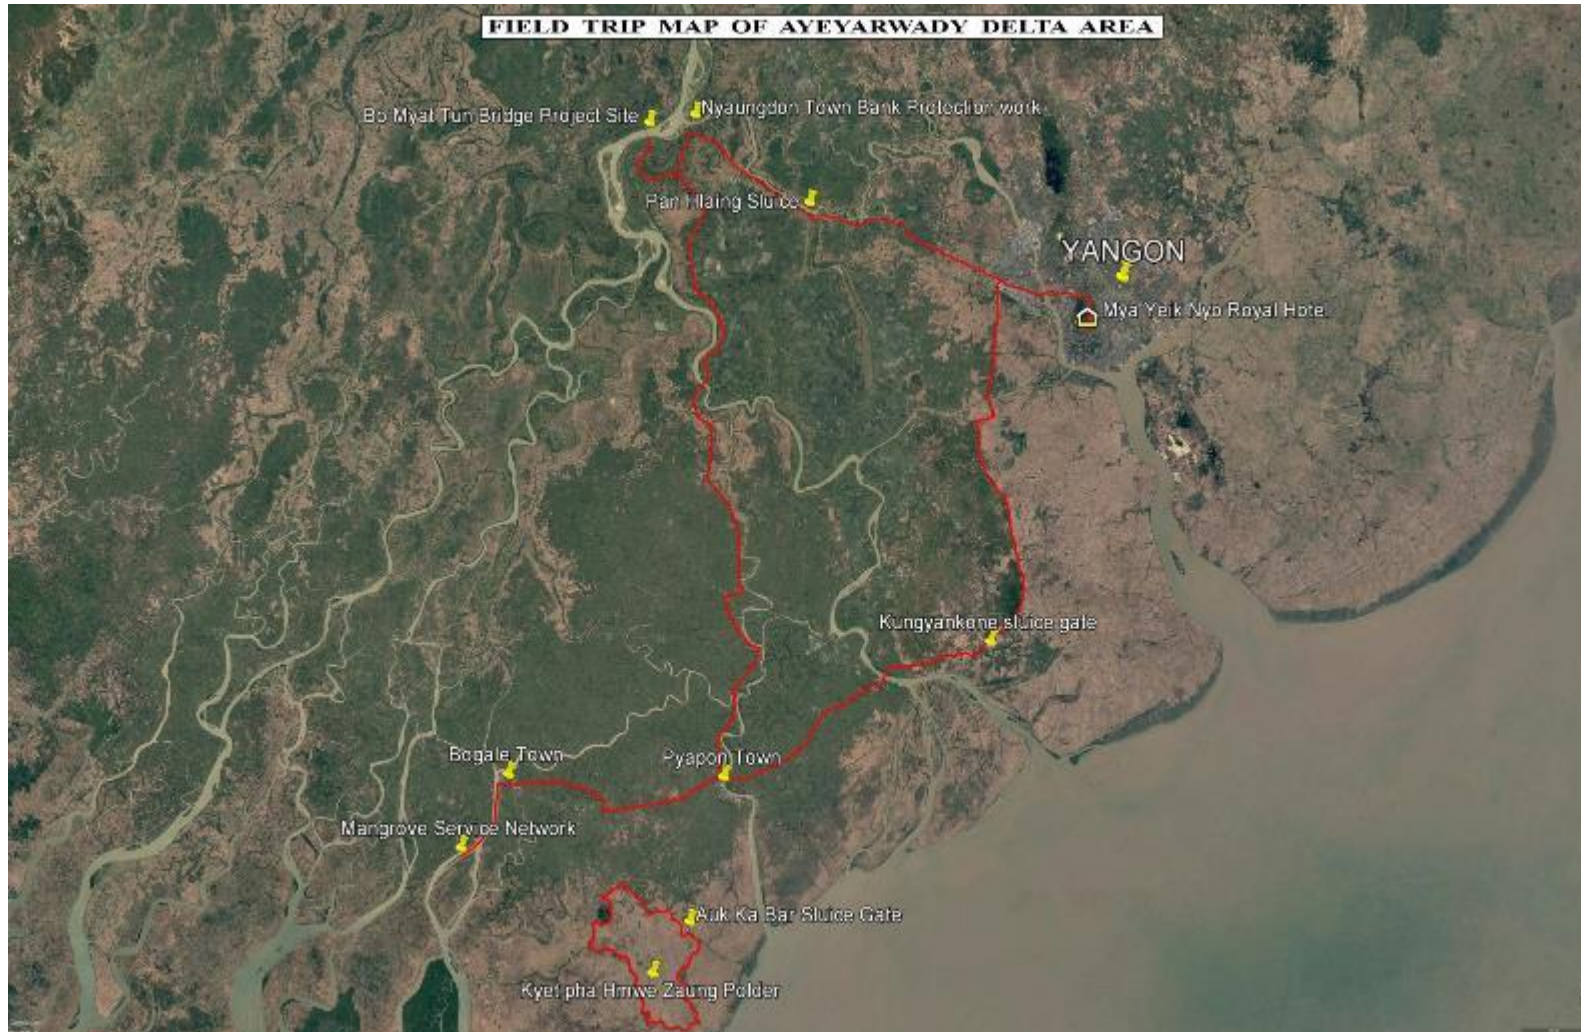 FIELD TRIP MAP OF AYEYARWADY DELTA AREA
Bo Myat Tun Bridge Project Site
Nyaungdon Town Bank Protection work
Pan Hlaing Sluice
YANGON
Mya Yeik Nyo Royal Hotel
Kungyankone sluice gate
Bogale Town
Pyapon Town
Mangrove Service Network
Auk Ka Bar Sluice Gate
Kyet pha Hmwe Zaung Polder